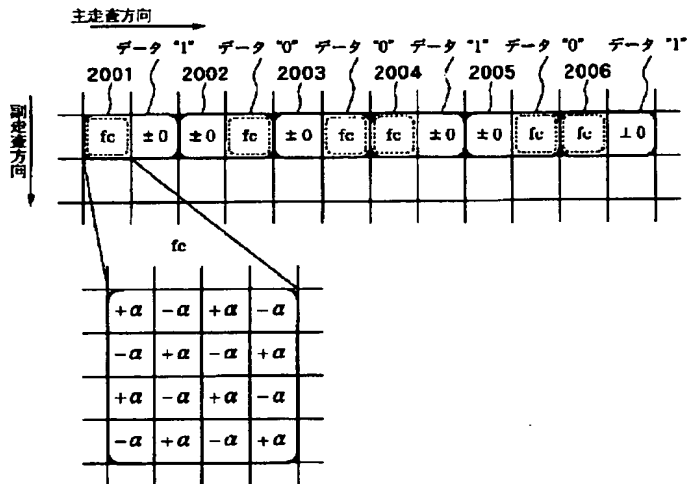 主走査方向
データ "1" データ "0" データ "0" データ "1" データ "0" データ "1"
2001 2002 2003 2004 2005 2006
副走査方向
fc ±0 ±0 fc ±0 fc fc ±0 ±0 fc fc ⊥0
fc
+α -α +α -α
-α +α -α +α
+α -α +α -α
-α +α -α +α